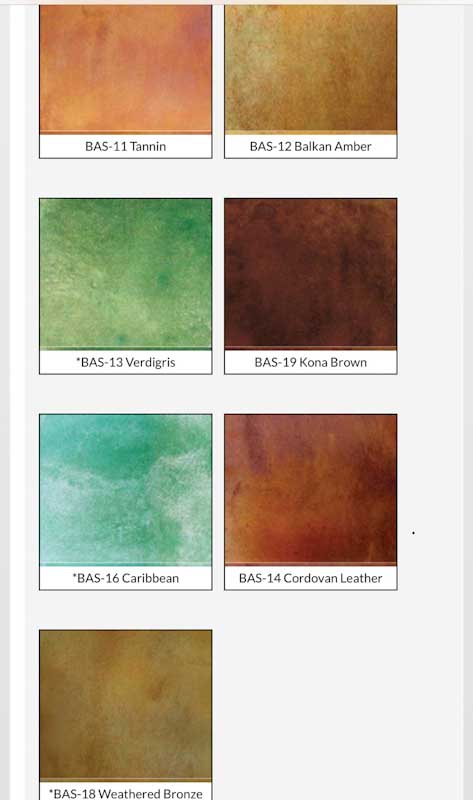 BAS-11 Tannin
BAS-12 Balkan Amber
*BAS-13 Verdigris
BAS-19 Kona Brown
*BAS-16 Caribbean
BAS-14 Cordovan Leather
*BAS-18 Weathered Bronze